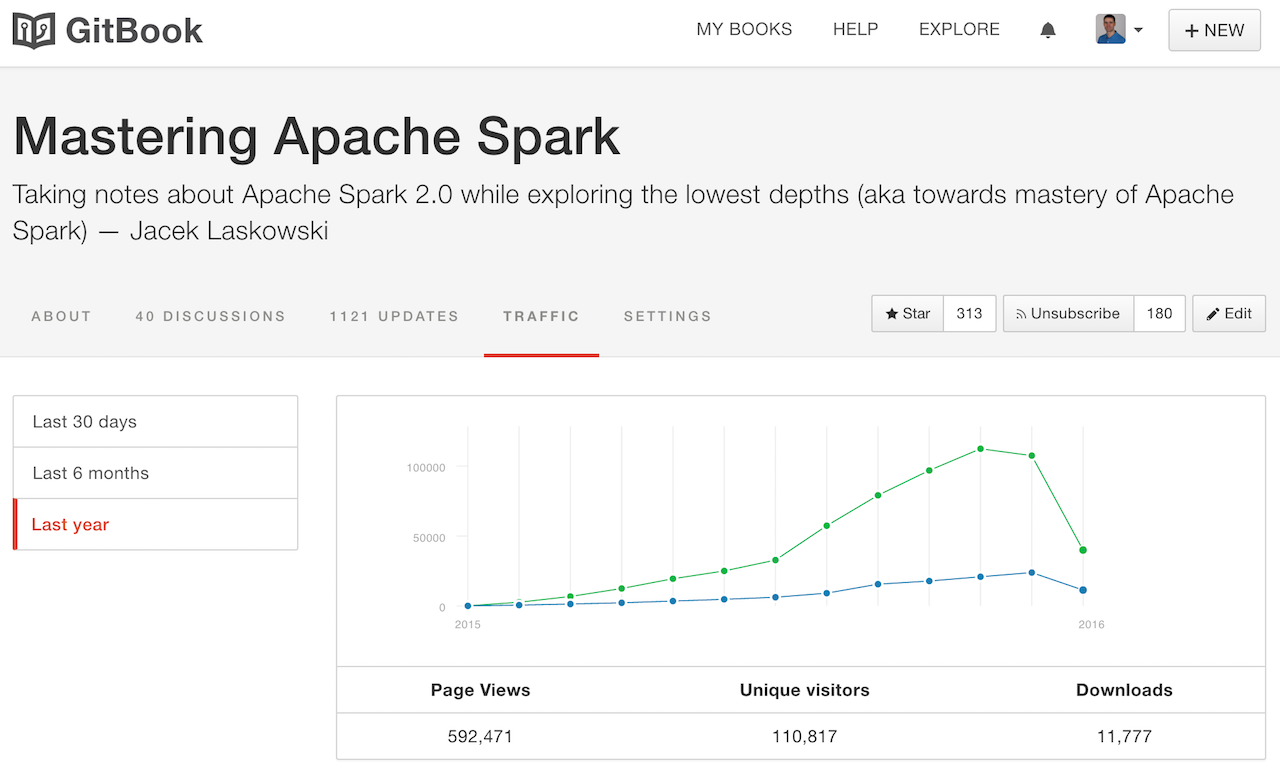 GitBook
MY BOOKS HELP EXPLORE + NEW
Mastering Apache Spark
Taking notes about Apache Spark 2.0 while exploring the lowest depths (aka towards mastery of Apache
Spark) — Jacek Laskowski
ABOUT 40 DISCUSSIONS 1121 UPDATES TRAFFIC SETTINGS Star 313 Unsubscribe 180 Edit
Last 30 days
Last 6 months
Last year
100000
50000
0
2015 2016
Page Views Unique visitors Downloads
592,471 110,817 11,777